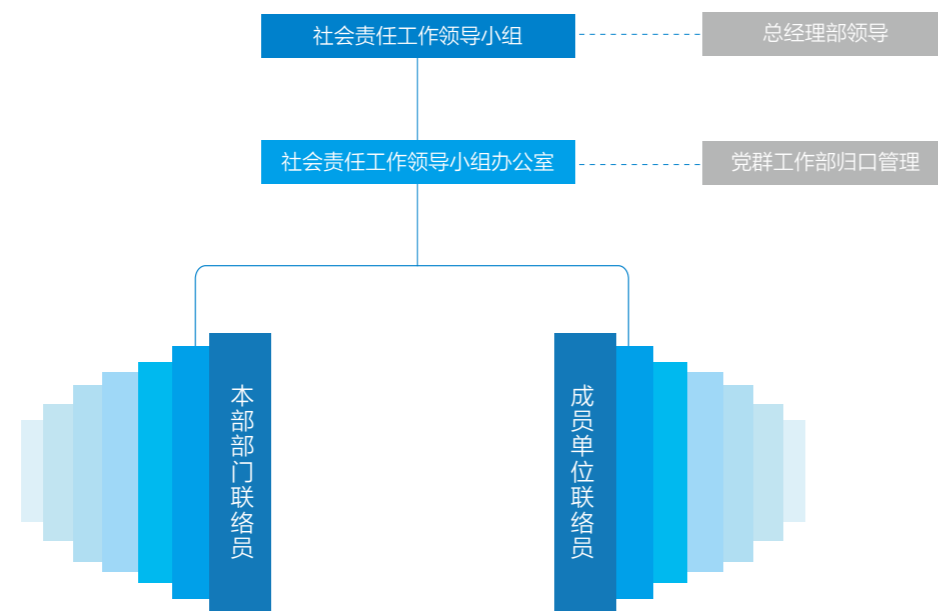 社会责任工作领导小组
总经理部领导
社会责任工作领导小组办公室
党群工作部归口管理
本部部门联络员
成员单位联络员